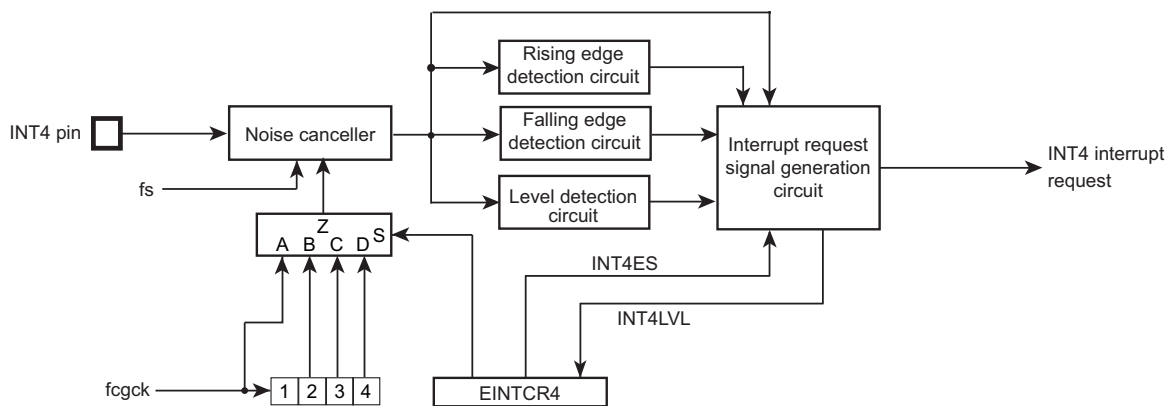 Rising edge
detection circuit
INT4 pin
Noise canceller
Falling edge
detection circuit
Interrupt request
signal generation
circuit
INT4 interrupt
request
fs
Level detection
circuit
Z
S
A B C D
INT4ES
INT4LVL
fcgck
1 2 3 4
EINTCR4